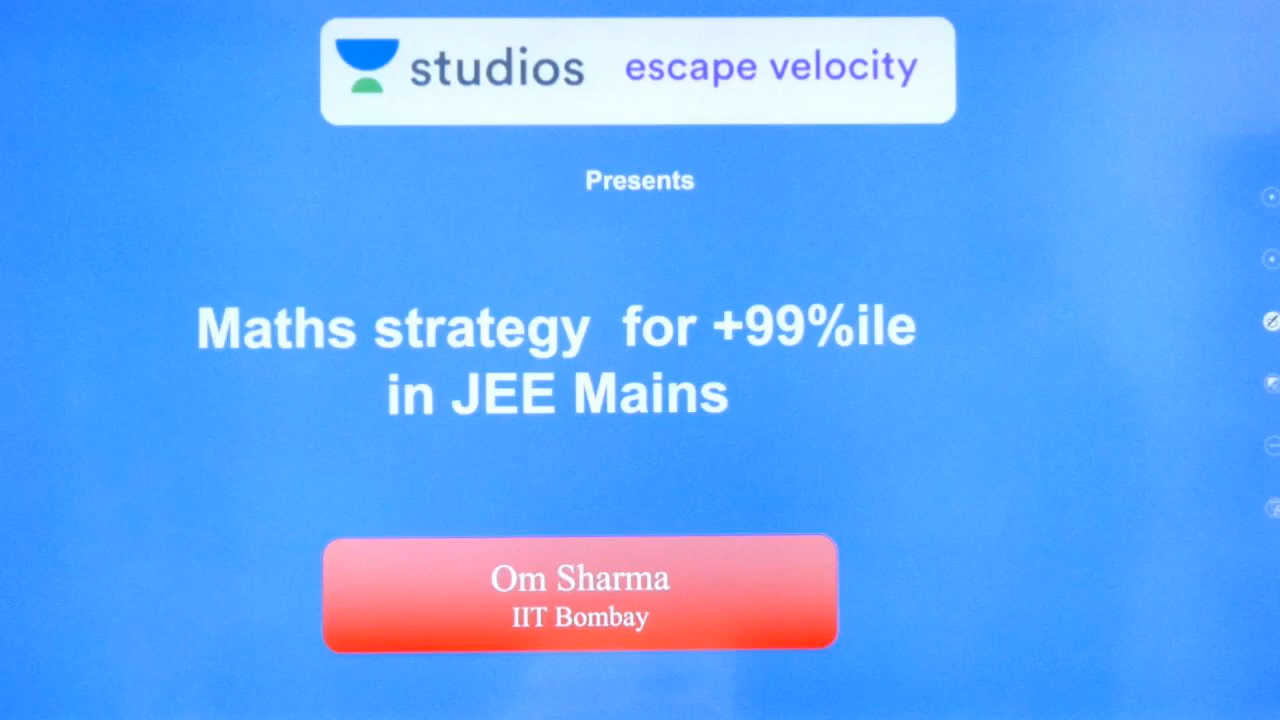 studios escape velocity
Presents
Maths strategy for +99%ile
in JEE Mains
Om Sharma
IIT Bombay